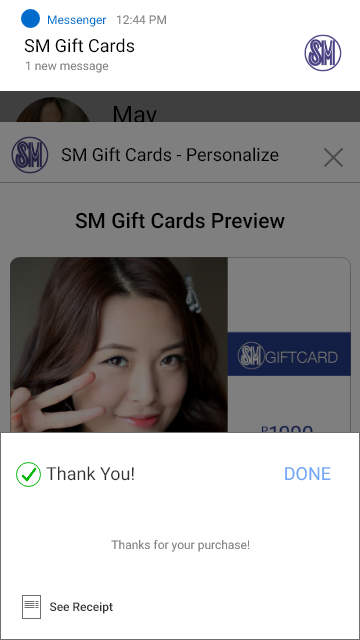 Messenger 12:44 PM
SM Gift Cards
1 new message
SM
May
SM
SM Gift Cards - Personalize
SM Gift Cards Preview
SM GIFTCARD
₱1000
Thank You!
DONE
Thanks for your purchase!
See Receipt